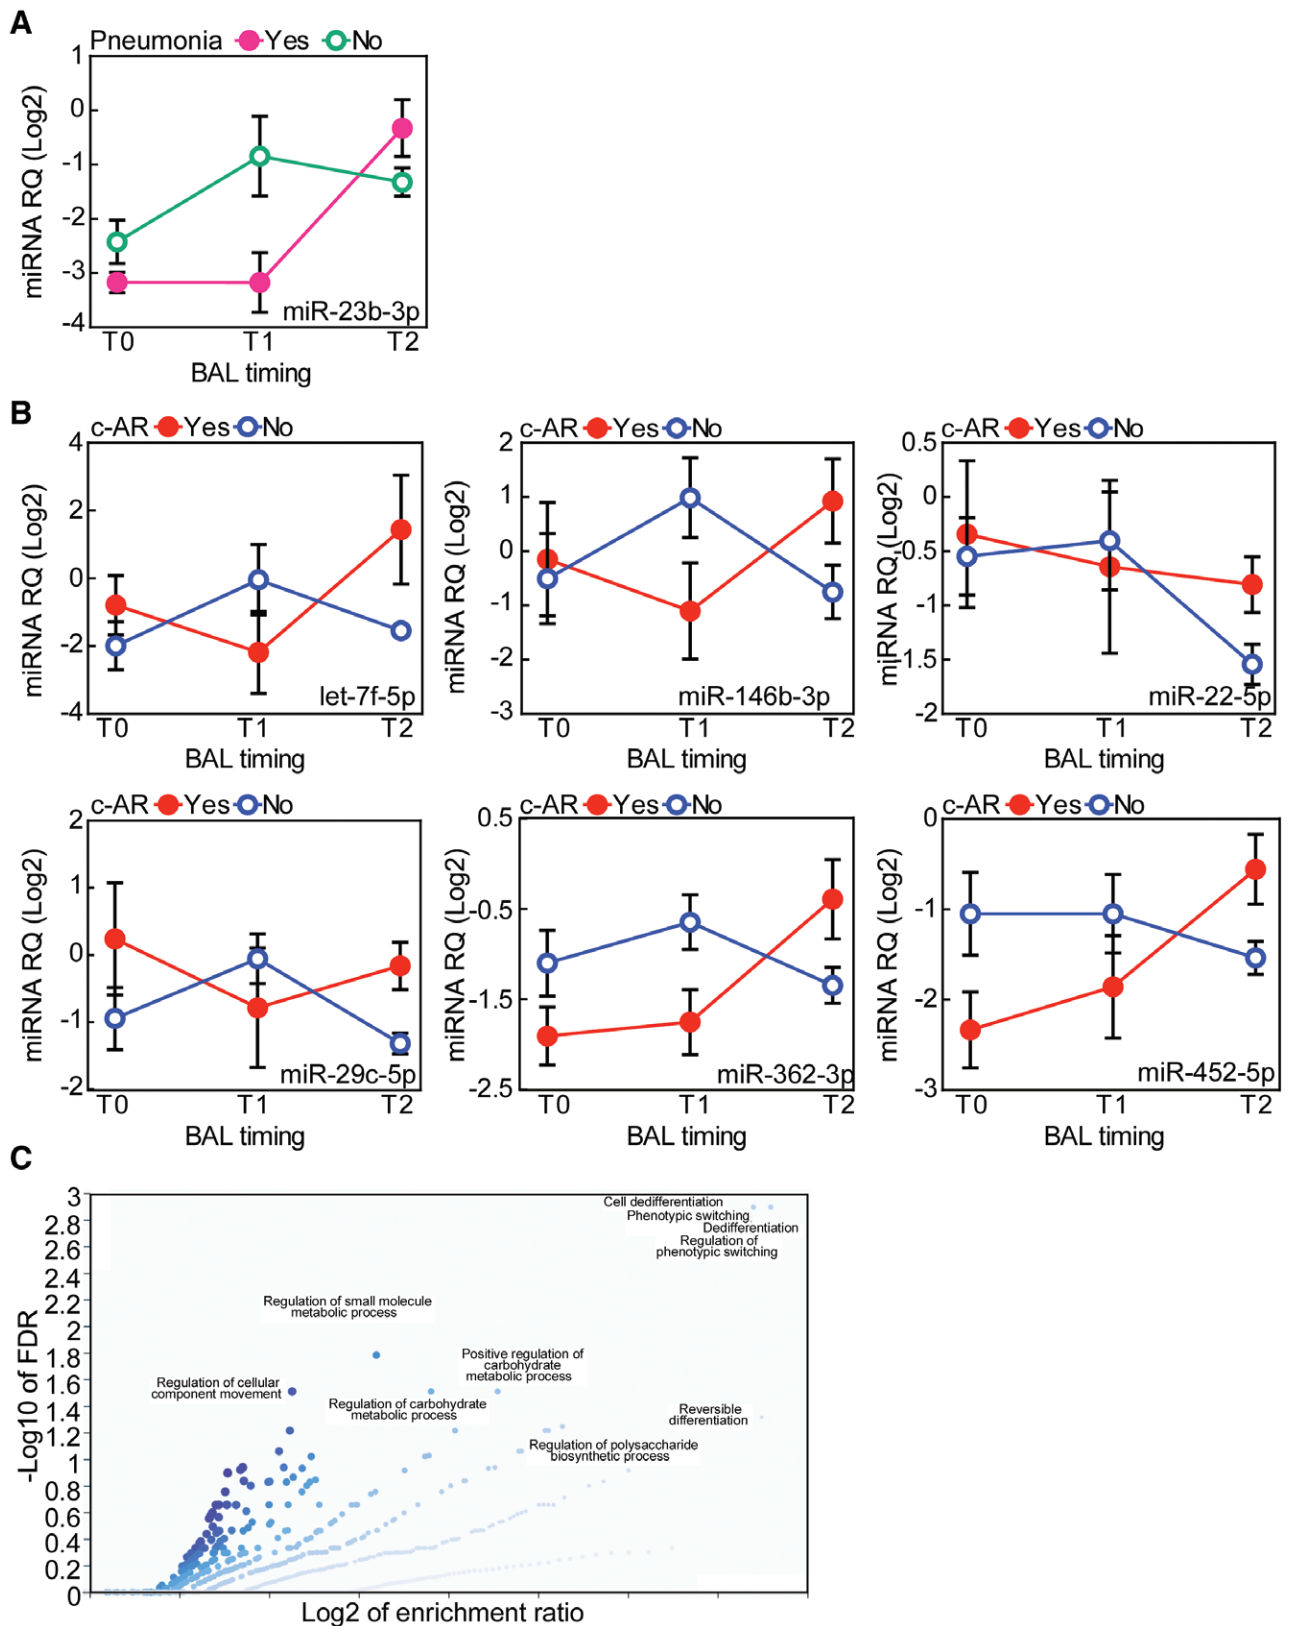 A
Pneumonia Yes No
miRNA RQ (Log2)
1
0
-1
-2
-3
-4
miR-23b-3p
T0 T1 T2
BAL timing
B
c-AR Yes No
miRNA RQ (Log2)
4
2
0
-2
-4
let-7f-5p
T0 T1 T2
BAL timing
c-AR Yes No
miRNA RQ (Log2)
2
1
0
-1
-2
-3
miR-146b-3p
T0 T1 T2
BAL timing
c-AR Yes No
miRNA RQ (Log2)
0.5
0
-0.5
-1
-1.5
-2
miR-22-5p
T0 T1 T2
BAL timing
c-AR Yes No
miRNA RQ (Log2)
2
1
0
-1
-2
miR-29c-5p
T0 T1 T2
BAL timing
c-AR Yes No
miRNA RQ (Log2)
0.5
-0.5
-1.5
-2.5
miR-362-3p
T0 T1 T2
BAL timing
c-AR Yes No
miRNA RQ (Log2)
0
-1
-2
-3
miR-452-5p
T0 T1 T2
BAL timing
C
-Log10 of FDR
3
2.8
2.6
2.4
2.2
2
1.8
1.6
1.4
1.2
1
0.8
0.6
0.4
0.2
0
Cell dedifferentiation
Phenotypic switching
Dedifferentiation
Regulation of
phenotypic switching
Regulation of small molecule
metabolic process
Positive regulation of
carbohydrate
metabolic process
Regulation of cellular
component movement
Regulation of carbohydrate
metabolic process
Reversible
differentiation
Regulation of polysaccharide
biosynthetic process
Log2 of enrichment ratio